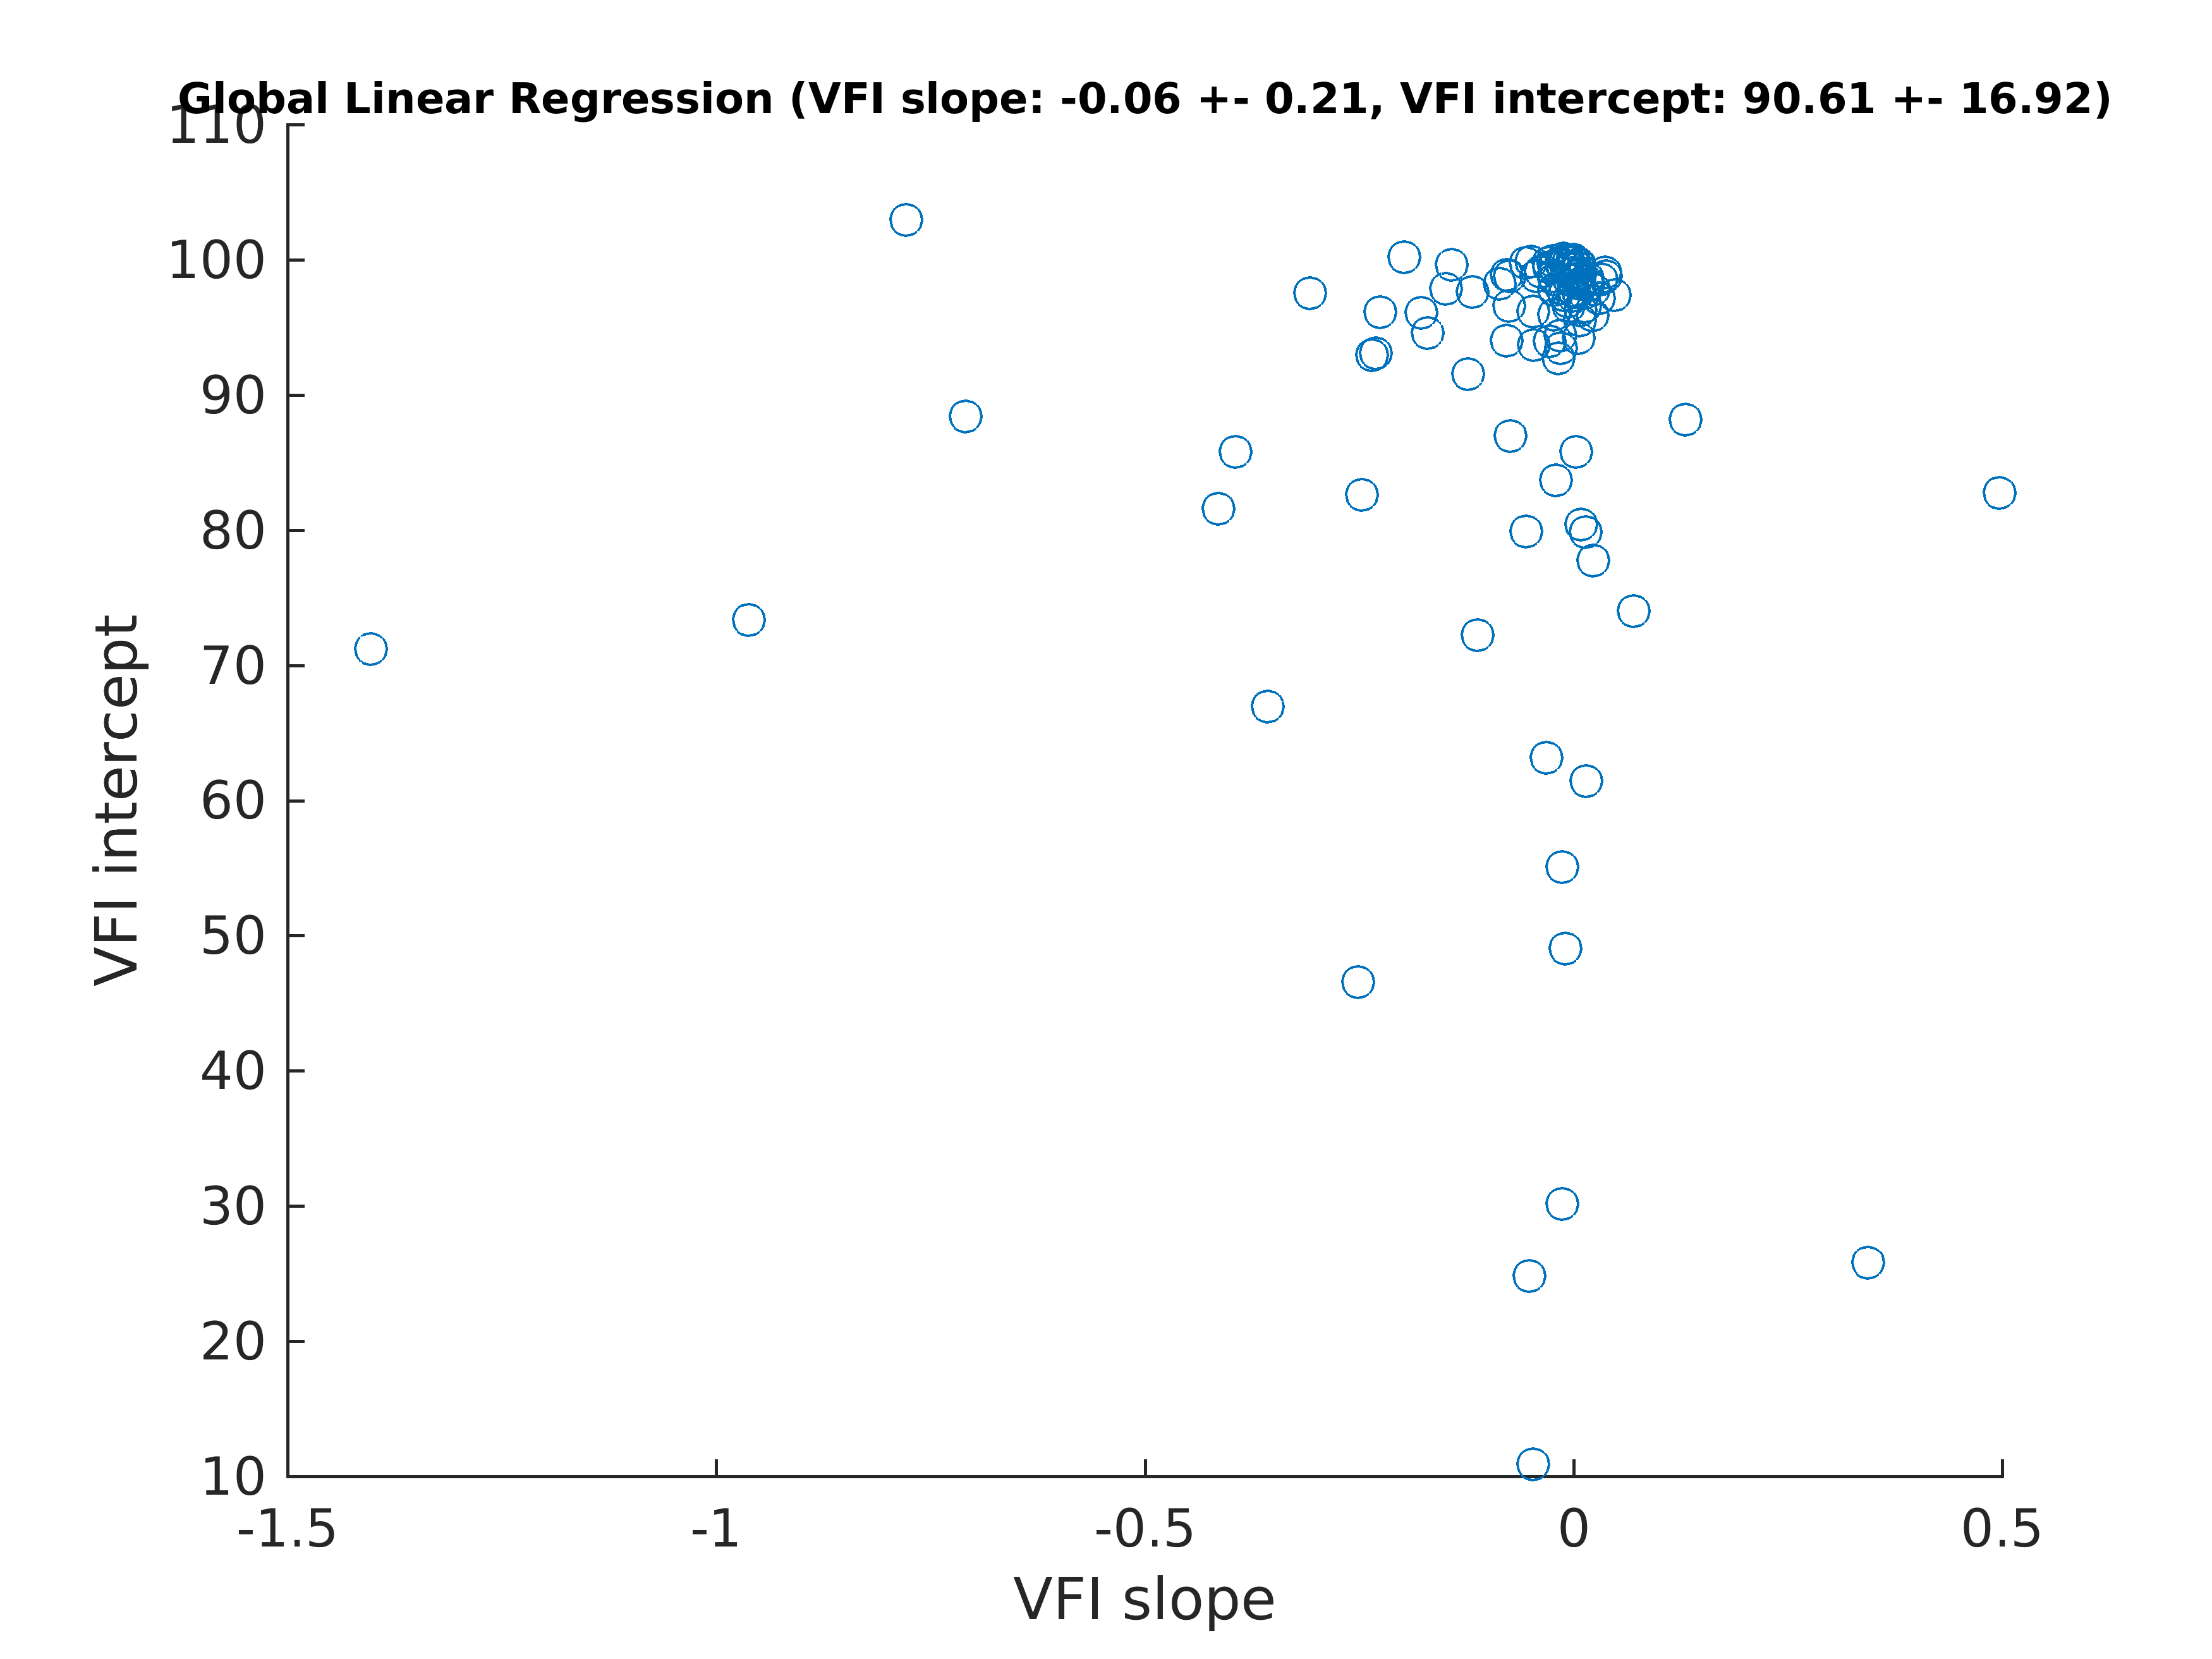 Global Linear Regression (VFI slope: -0.06 +- 0.21, VFI intercept: 90.61 +- 16.92)
110
100
90
80
70
60
50
40
30
20
10
VFI intercept
-1.5 -1 -0.5 0 0.5
VFI slope